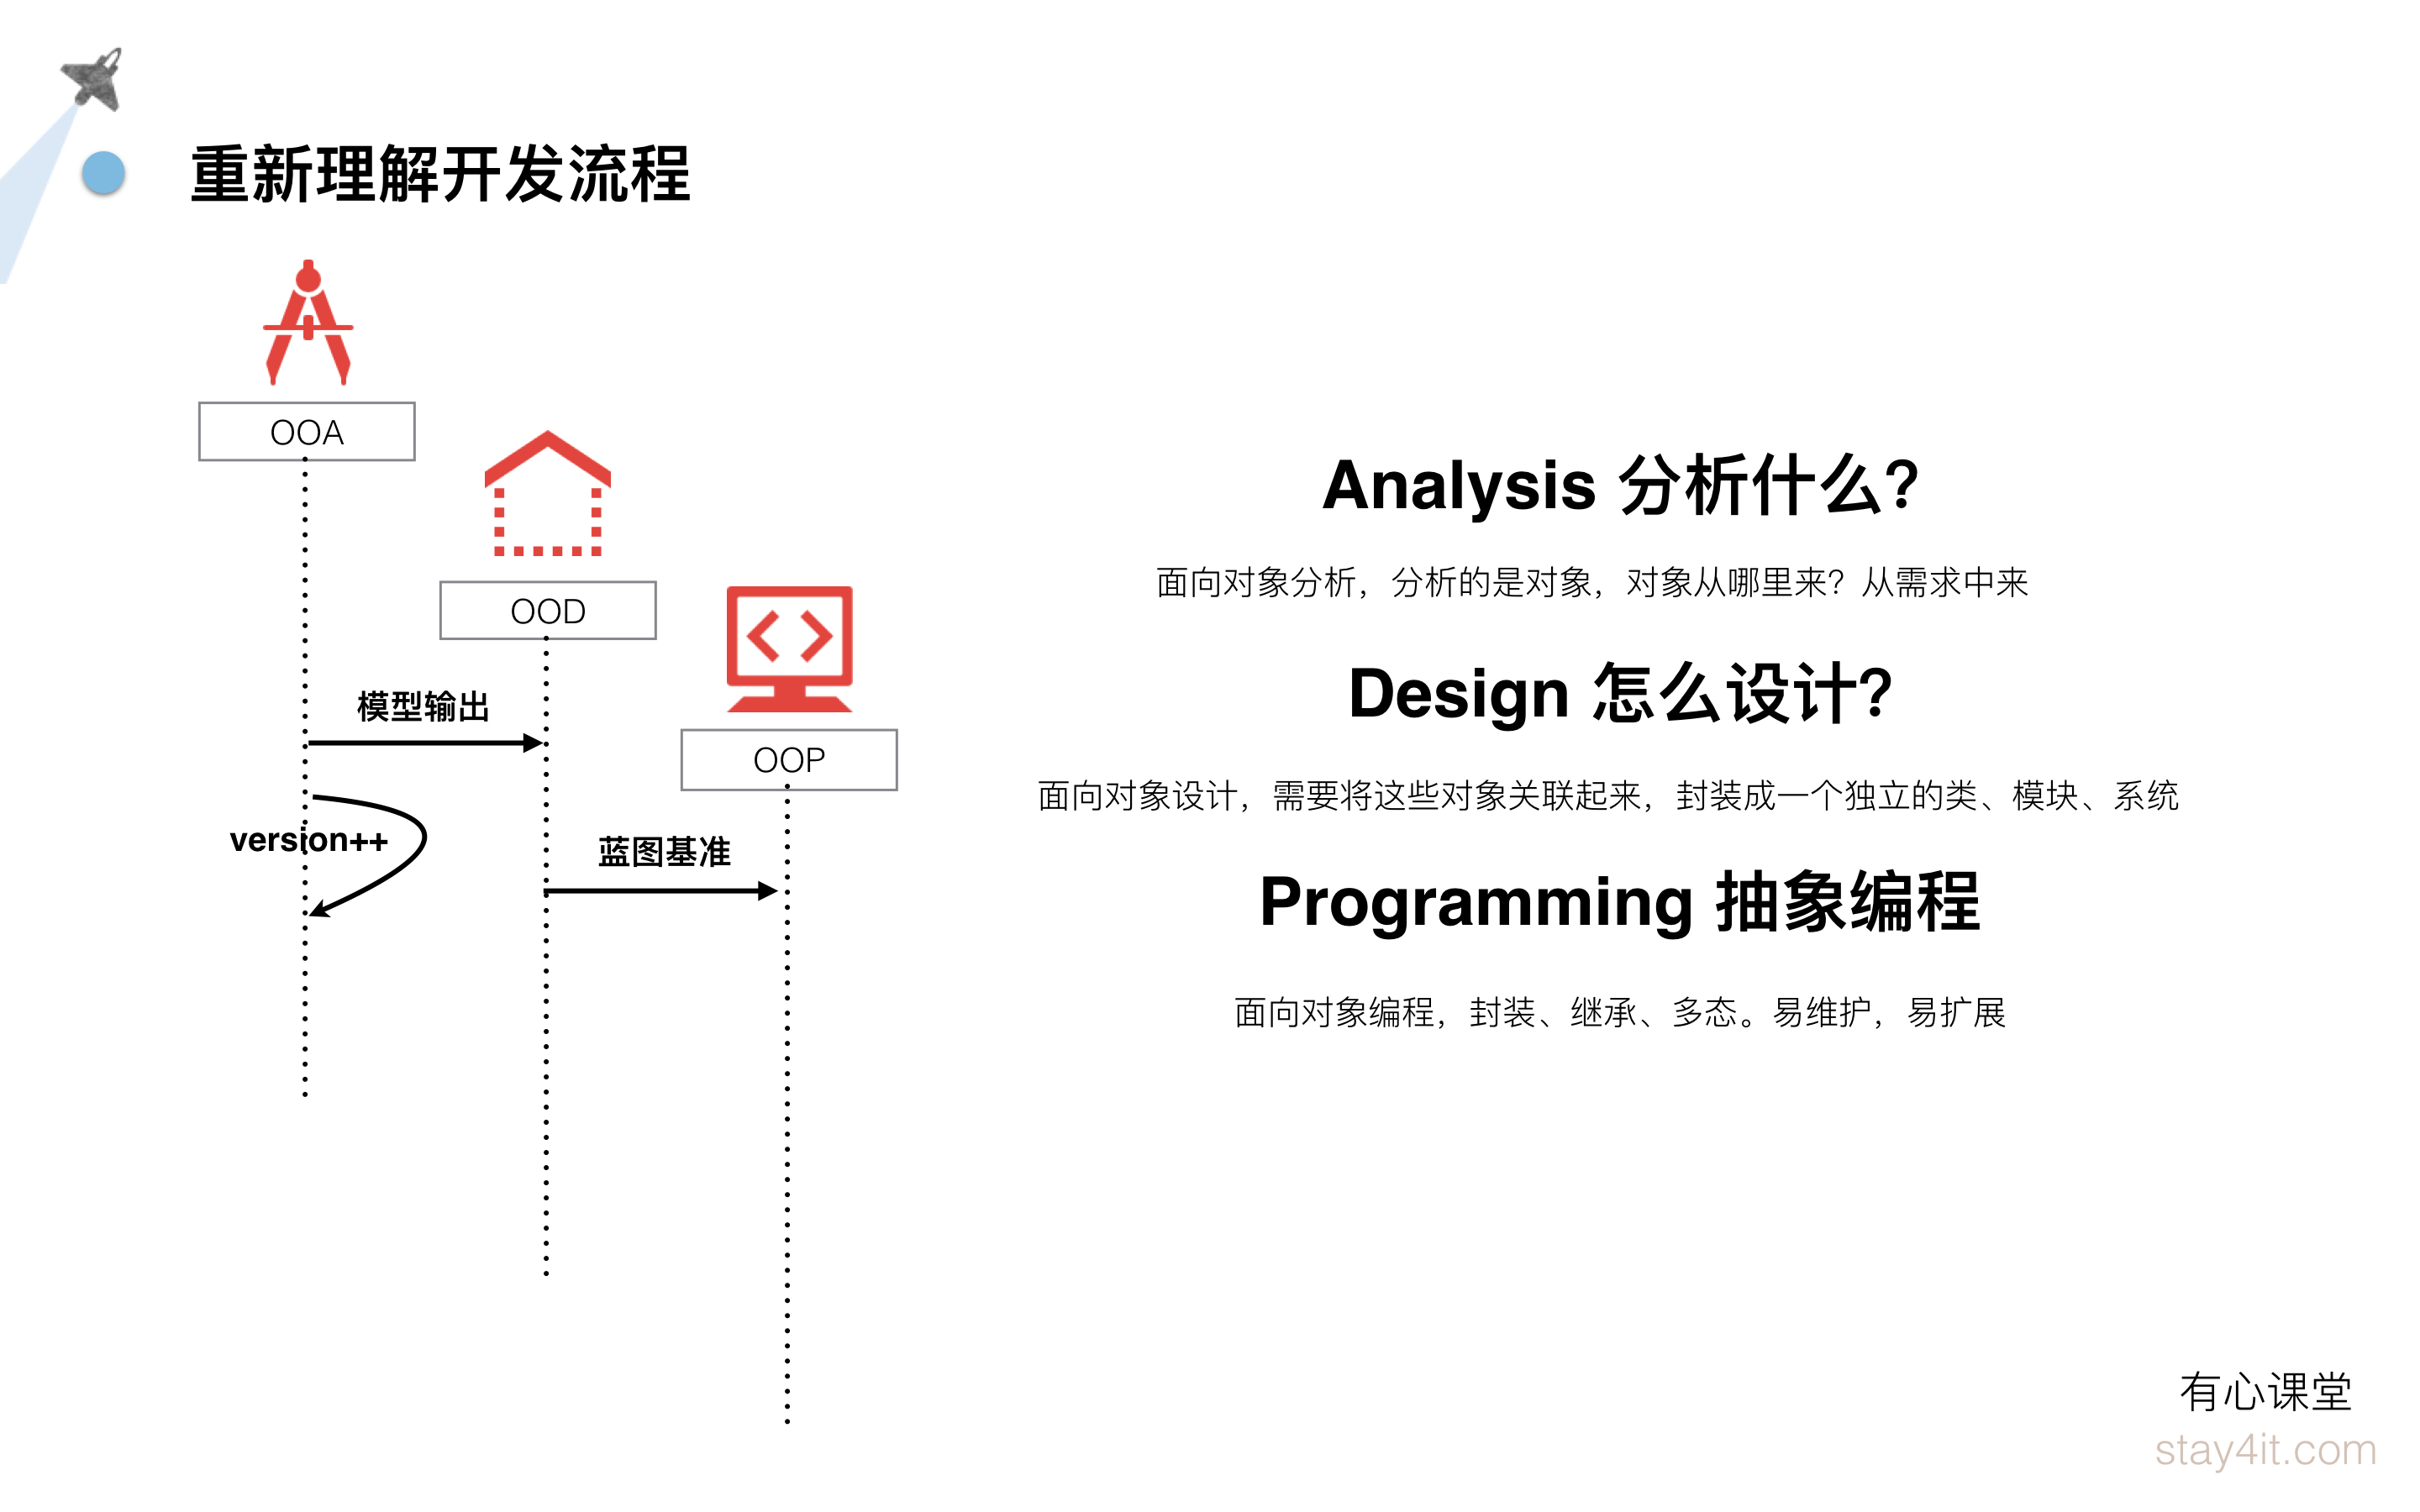 重新理解开发流程
OOA
OOD
OOP
模型输出
version++
蓝图基准
Analysis 分析什么？
面向对象分析，分析的是对象，对象从哪里来？从需求中来
Design 怎么设计？
面向对象设计，需要将这些对象关联起来，封装成一个独立的类、模块、系统
Programming 抽象编程
面向对象编程，封装、继承、多态。易维护，易扩展
有心课堂
stay4it.com